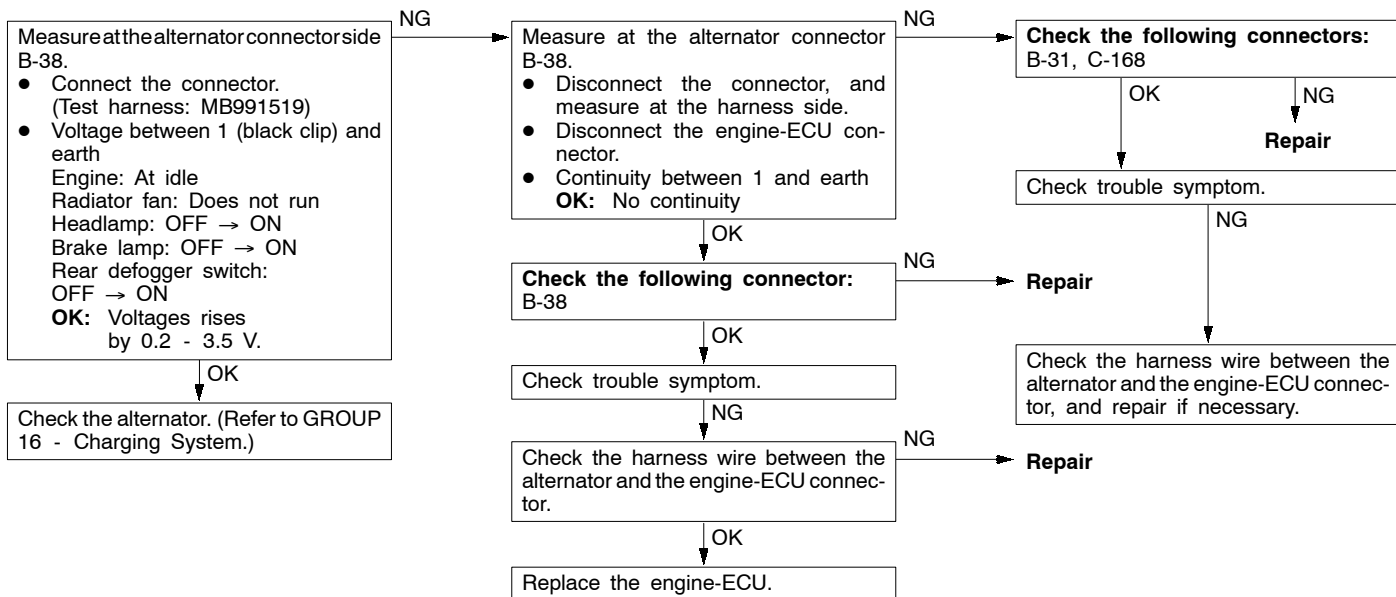 Measure at the alternator connector side
B-38.
● Connect the connector.
(Test harness: MB991519)
● Voltage between 1 (black clip) and
earth
Engine: At idle
Radiator fan: Does not run
Headlamp: OFF → ON
Brake lamp: OFF → ON
Rear defogger switch:
OFF → ON
OK: Voltages rises
by 0.2 - 3.5 V.
NG
OK
Check the alternator. (Refer to GROUP
16 - Charging System.)
Measure at the alternator connector
B-38.
● Disconnect the connector, and
measure at the harness side.
● Disconnect the engine-ECU con-
nector.
● Continuity between 1 and earth
OK: No continuity
NG
OK
Check the following connector:
B-38
NG
Repair
OK
Check trouble symptom.
NG
Check the harness wire between the
alternator and the engine-ECU connec-
tor.
NG
Repair
OK
Replace the engine-ECU.
Check the following connectors:
B-31, C-168
OK
NG
Repair
Check trouble symptom.
NG
Check the harness wire between the
alternator and the engine-ECU connec-
tor, and repair if necessary.